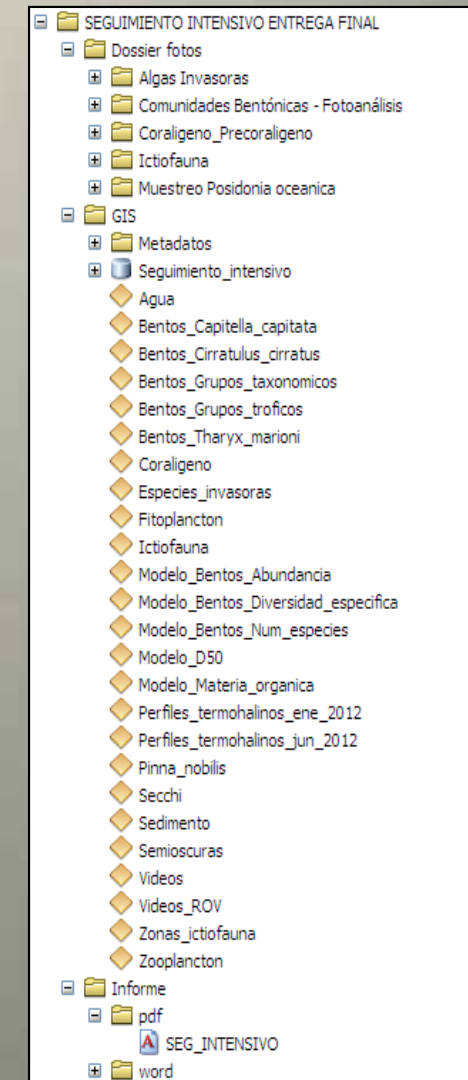 SEGUIMIENTO INTENSIVO ENTREGA FINAL
Dossier fotos
Algas Invasoras
Comunidades Bentónicas - Fotoanálisis
Coraligeno_Precoraligeno
Ictiofauna
Muestreo Posidonia oceanica
GIS
Metadatos
Seguimiento_intensivo
Agua
Bentos_Capitella_capitata
Bentos_Cirratulus_cirratus
Bentos_Grupos_taxonomicos
Bentos_Grupos_troficos
Bentos_Tharyx_marioni
Coraligeno
Especies_invasoras
Fitoplancton
Ictiofauna
Modelo_Bentos_Abundancia
Modelo_Bentos_Diversidad_especifica
Modelo_Bentos_Num_especies
Modelo_D50
Modelo_Materia_organica
Perfiles_termohalinos_ene_2012
Perfiles_termohalinos_jun_2012
Pinna_nobilis
Secchi
Sedimento
Semioscuras
Videos
Videos_ROV
Zonas_ictiofauna
Zooplancton
Informe
pdf
SEG_INTENSIVO
word